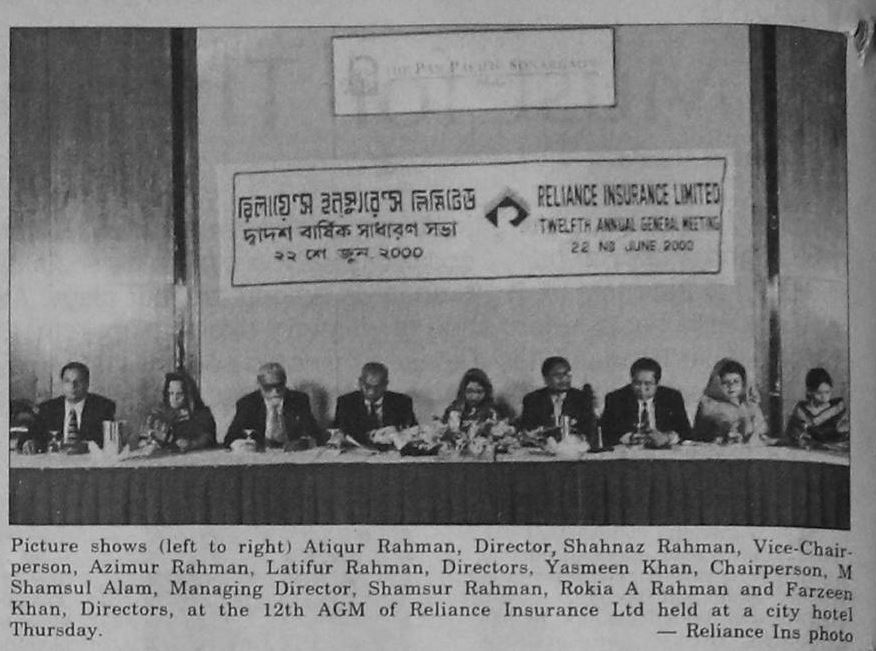 THE PAN PACIFIC SONARGAON
রিলায়েন্স ইন্স্যুরেন্স লিমিটেড
দ্বাদশ বার্ষিক সাধারণ সভা
২২ শে জুন ২০০০
RELIANCE INSURANCE LIMITED
TWELFTH ANNUAL GENERAL MEETING
22 ND JUNE 2000
Picture shows (left to right) Atiqur Rahman, Director, Shahnaz Rahman, Vice-Chair-
person, Azimur Rahman, Latifur Rahman, Directors, Yasmeen Khan, Chairperson, M
Shamsul Alam, Managing Director, Shamsur Rahman, Rokia A Rahman and Farzeen
Khan, Directors, at the 12th AGM of Reliance Insurance Ltd held at a city hotel
Thursday. — Reliance Ins photo